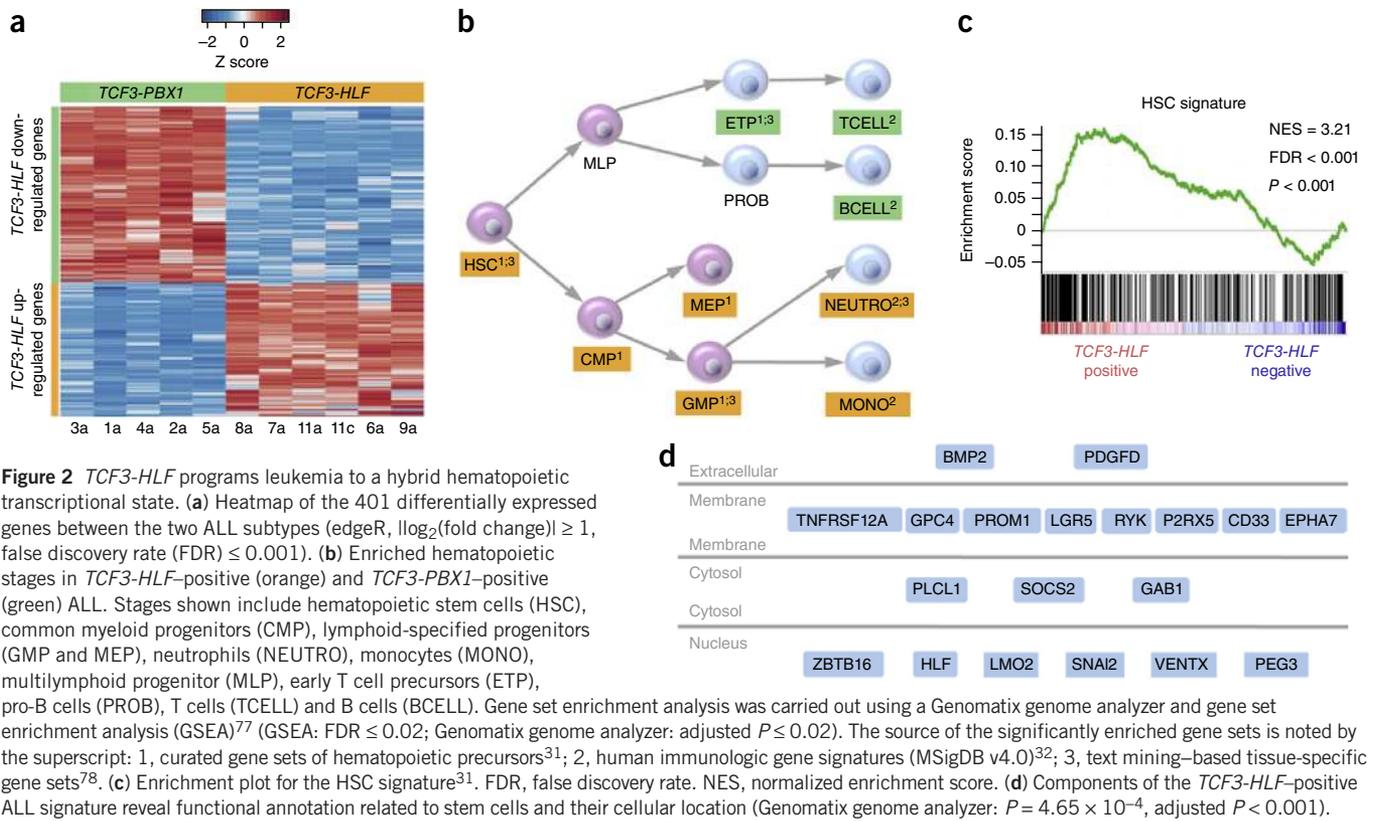 a
−2 0 2
Z score
TCF3-PBX1 TCF3-HLF
TCF3-HLF down-
regulated genes
TCF3-HLF up-
regulated genes
3a 1a 4a 2a 5a 8a 7a 11a 11c 6a 9a
b
HSC1;3
MLP
CMP1
ETP1;3
PROB
MEP1
GMP1;3
TCELL2
BCELL2
NEUTRO2;3
MONO2
c
HSC signature
NES = 3.21
FDR < 0.001
P < 0.001
Enrichment score
0.15
0.10
0.05
0
−0.05
TCF3-HLF
positive
TCF3-HLF
negative
d
BMP2 PDGFD
Extracellular
Membrane
TNFRSF12A GPC4 PROM1 LGR5 RYK P2RX5 CD33 EPHA7
Membrane
Cytosol
PLCL1 SOCS2 GAB1
Cytosol
Nucleus
ZBTB16 HLF LMO2 SNAI2 VENTX PEG3
Figure 2 TCF3-HLF programs leukemia to a hybrid hematopoietic
transcriptional state. (a) Heatmap of the 401 differentially expressed
genes between the two ALL subtypes (edgeR, |log2(fold change)| ≥ 1,
false discovery rate (FDR) ≤ 0.001). (b) Enriched hematopoietic
stages in TCF3-HLF–positive (orange) and TCF3-PBX1–positive
(green) ALL. Stages shown include hematopoietic stem cells (HSC),
common myeloid progenitors (CMP), lymphoid-specified progenitors
(GMP and MEP), neutrophils (NEUTRO), monocytes (MONO),
multilymphoid progenitor (MLP), early T cell precursors (ETP),
pro-B cells (PROB), T cells (TCELL) and B cells (BCELL). Gene set enrichment analysis was carried out using a Genomatix genome analyzer and gene set
enrichment analysis (GSEA)77 (GSEA: FDR ≤ 0.02; Genomatix genome analyzer: adjusted P ≤ 0.02). The source of the significantly enriched gene sets is noted by
the superscript: 1, curated gene sets of hematopoietic precursors31; 2, human immunologic gene signatures (MSigDB v4.0)32; 3, text mining–based tissue-specific
gene sets78. (c) Enrichment plot for the HSC signature31. FDR, false discovery rate. NES, normalized enrichment score. (d) Components of the TCF3-HLF–positive
ALL signature reveal functional annotation related to stem cells and their cellular location (Genomatix genome analyzer: P = 4.65 × 10−4, adjusted P < 0.001).